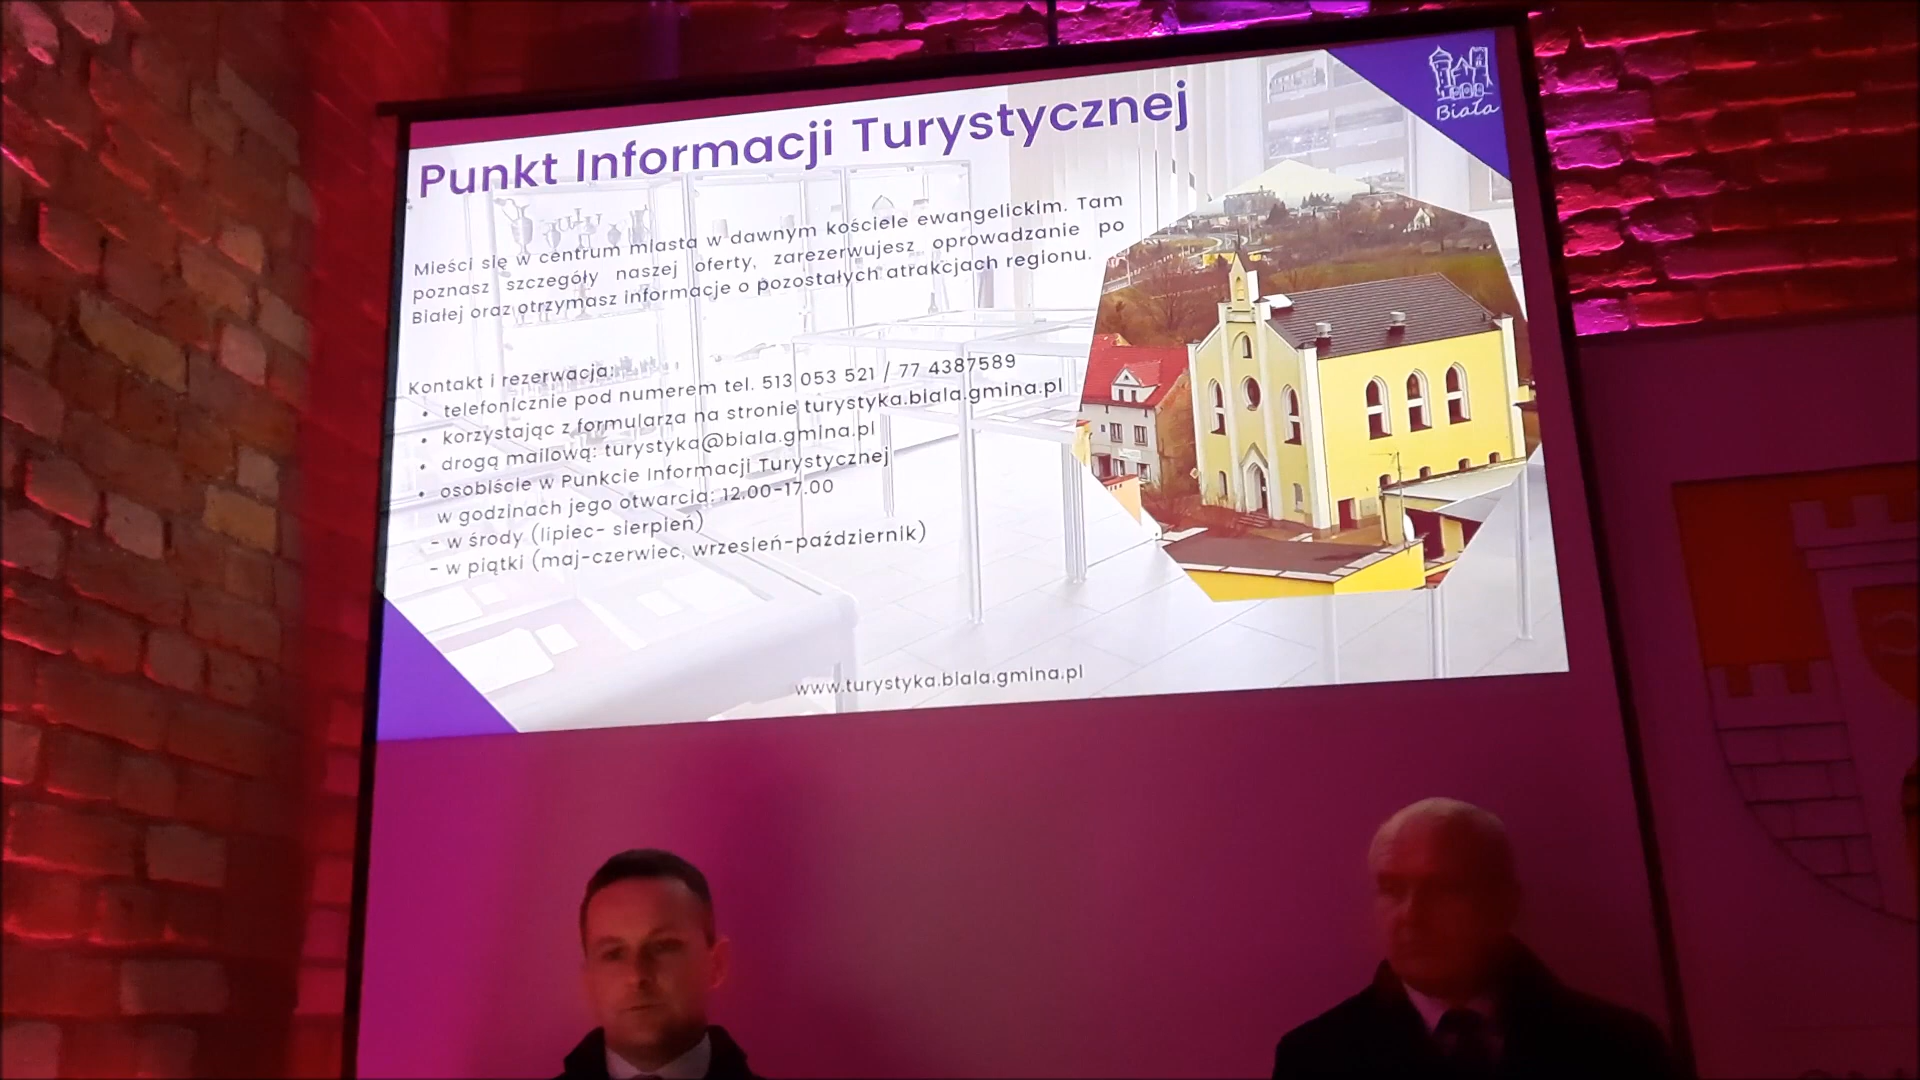 Biała
Punkt Informacji Turystycznej
Mieści się w centrum miasta w dawnym kościele ewangelickim. Tam
poznasz szczegóły naszej oferty, zarezerwujesz oprowadzanie po
Białej oraz otrzymasz informacje o pozostałych atrakcjach regionu.
Kontakt i rezerwacja:
• telefonicznie pod numerem tel. 513 053 521 / 77 4387589
• korzystając z formularza na stronie turystyka.biala.gmina.pl
• drogą mailową: turystyka@biala.gmina.pl
• osobiście w Punkcie Informacji Turystycznej
w godzinach jego otwarcia: 12.00-17.00
- w środy (lipiec- sierpień)
- w piątki (maj-czerwiec, wrzesień-październik)
www.turystyka.biala.gmina.pl